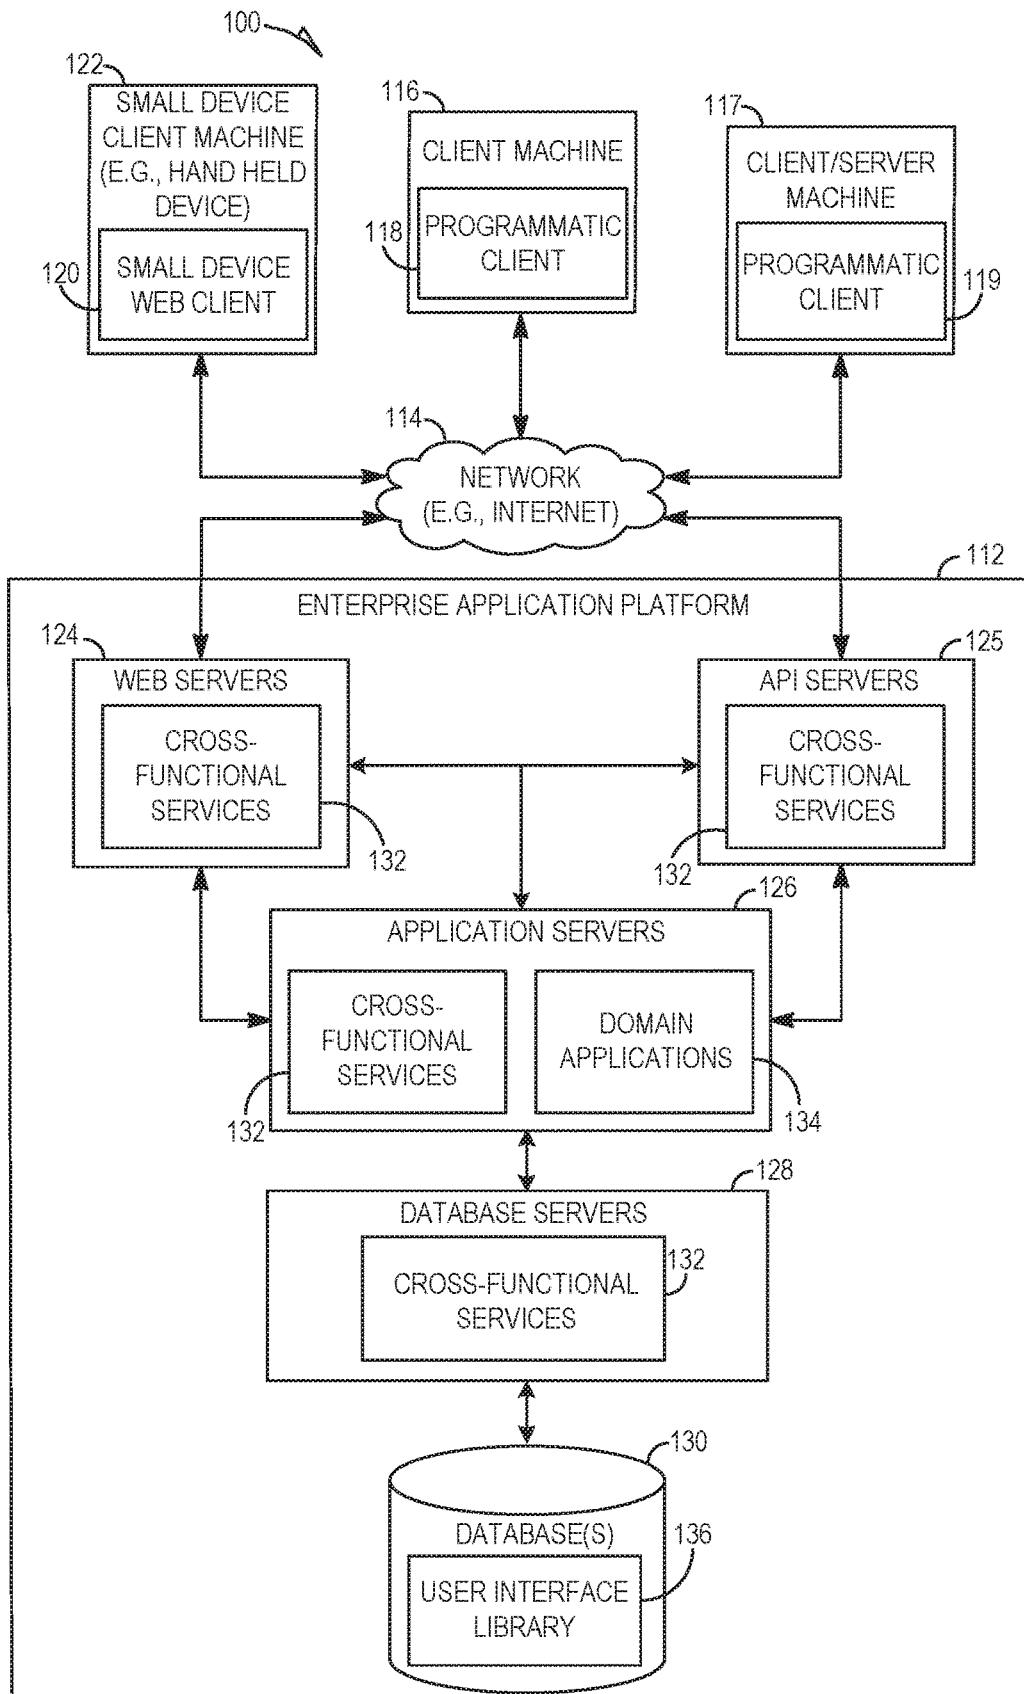 100
122
SMALL DEVICE
CLIENT MACHINE
(E.G., HAND HELD
DEVICE)
120
SMALL DEVICE
WEB CLIENT
116
CLIENT MACHINE
118
PROGRAMMATIC
CLIENT
117
CLIENT/SERVER
MACHINE
PROGRAMMATIC
CLIENT
119
114
NETWORK
(E.G., INTERNET)
112
ENTERPRISE APPLICATION PLATFORM
124
WEB SERVERS
CROSS-
FUNCTIONAL
SERVICES
132
125
API SERVERS
CROSS-
FUNCTIONAL
SERVICES
132
126
APPLICATION SERVERS
CROSS-
FUNCTIONAL
SERVICES
132
DOMAIN
APPLICATIONS
134
128
DATABASE SERVERS
CROSS-FUNCTIONAL
SERVICES
132
130
DATABASE(S)
136
USER INTERFACE
LIBRARY